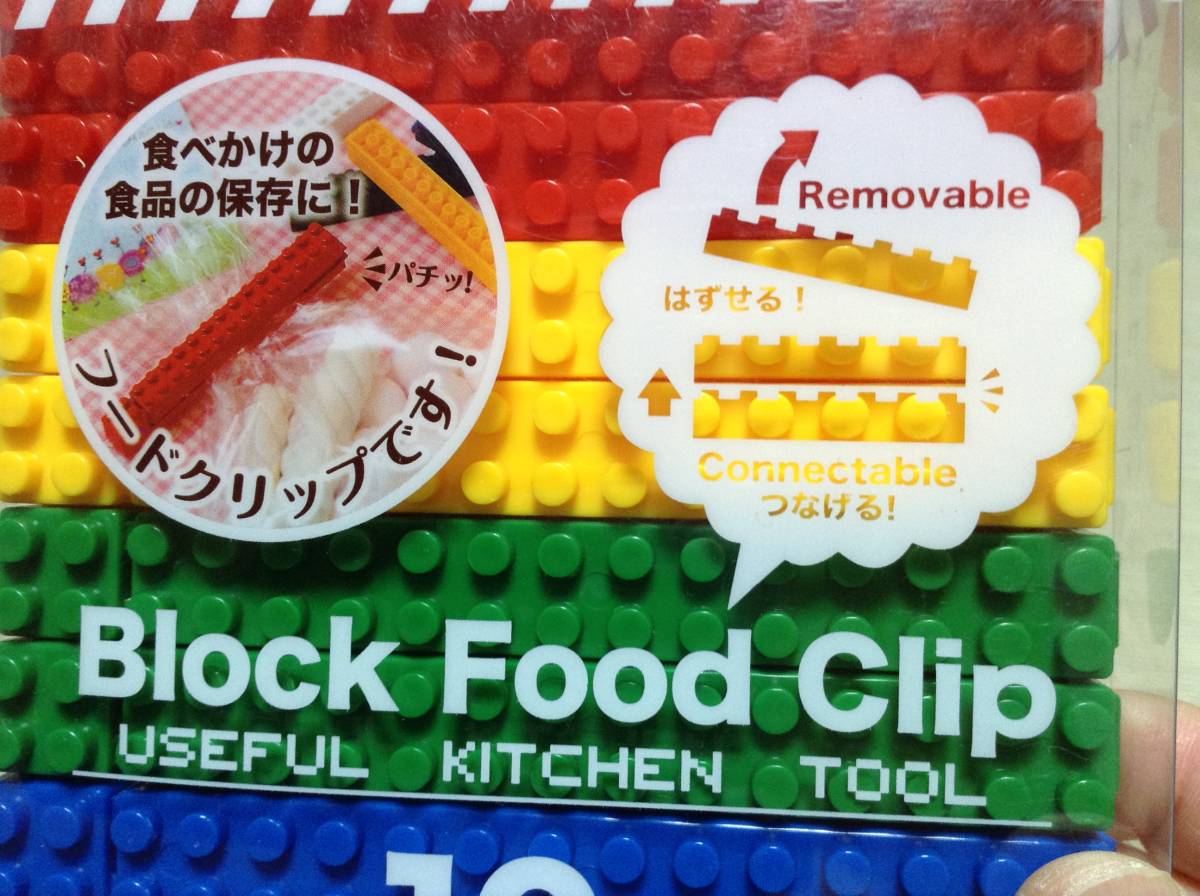 食べかけの
食品の保存に！
パチッ!
フードクリップです！
Removable
はずせる！
Connectable
つなげる!
Block Food Clip
USEFUL KITCHEN TOOL